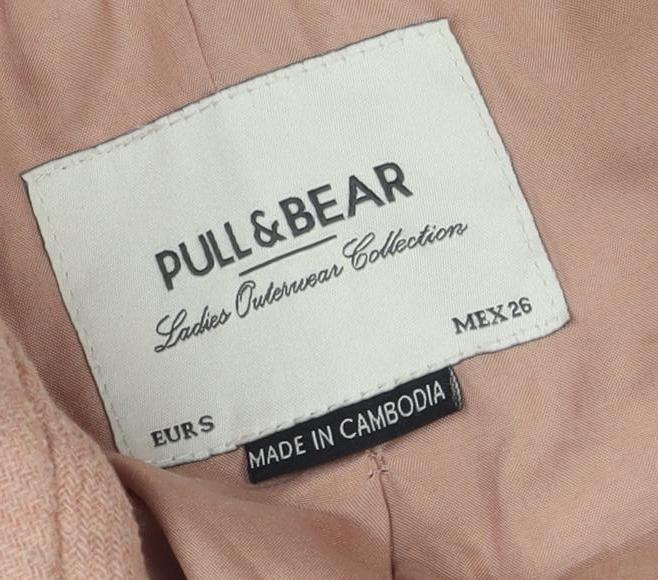 PULL&BEAR
Ladies Outerwear Collection
MEX 26
EUR S
MADE IN CAMBODIA